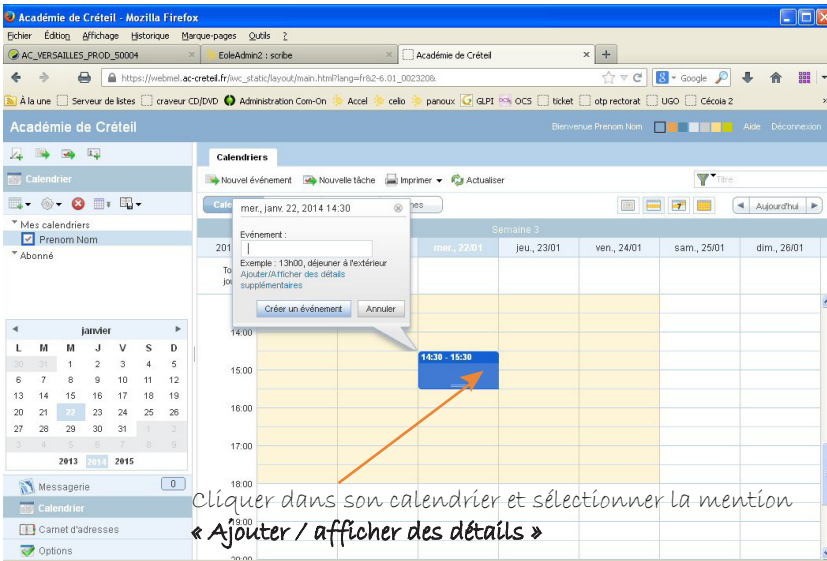 Académie de Créteil - Mozilla Firefox
Fichier Édition Affichage Historique Marque-pages Outils ?
AC_VERSAILLES_PROD_S0004 × EoleAdmin2 : scribe × Académie de Créteil × +
https://webmel.ac-creteil.fr/iwc_static/layout/main.html?lang=fr&2-6.01_002320& Google
À la une Serveur de listes craveur CD/DVD Administration Com-On Accel celio panoux GLPI OCS ticket otp rectorat UGO Cécoia 2 »
Académie de Créteil Bienvenue Prenom Nom Aide Déconnexion
Calendriers
Calendrier Nouvel événement Nouvelle tâche Imprimer Actualiser Titre
mer., janv. 22, 2014 14:30
7 Aujourd'hui
Mes calendriers
Prenom Nom
Abonné
Evénement :
Exemple : 13h00, déjeuner à l'extérieur
Ajouter/Afficher des détails
supplémentaires
Créer un événement Annuler
Semaine 3
201 mer., 22/01 jeu., 23/01 ven., 24/01 sam., 25/01 dim., 26/01
janvier
L M M J V S D
30 31 1 2 3 4 5
6 7 8 9 10 11 12
13 14 15 16 17 18 19
20 21 22 23 24 25 26
27 28 29 30 31 1 2
3 4 5 6 7 8 9
2013 2014 2015
14:00
14:30 - 15:30
15:00
16:00
17:00
18:00
19:00
20:00
Messagerie 0
Calendrier
Carnet d'adresses
Options
Cliquer dans son calendrier et sélectionner la mention
« Ajouter / afficher des détails »